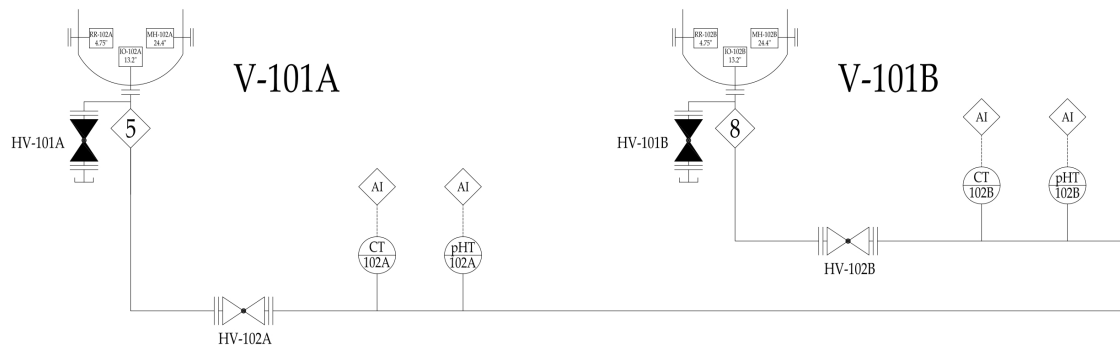 RR-102A
4.75"
MH-102A
24.4"
IO-102A
13.2"
V-101A
HV-101A
5
AI
AI
CT
102A
pHT
102A
HV-102A
RR-102B
4.75"
MH-102B
24.4"
IO-102B
13.2"
V-101B
HV-101B
8
AI
AI
CT
102B
pHT
102B
HV-102B